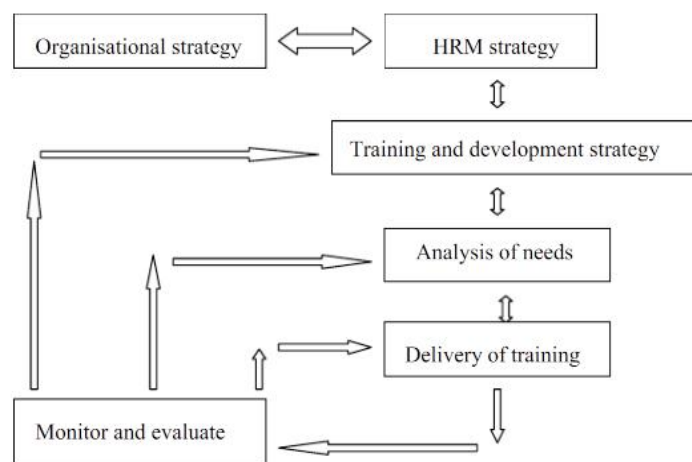 Organisational strategy
HRM strategy
Training and development strategy
Analysis of needs
Delivery of training
Monitor and evaluate